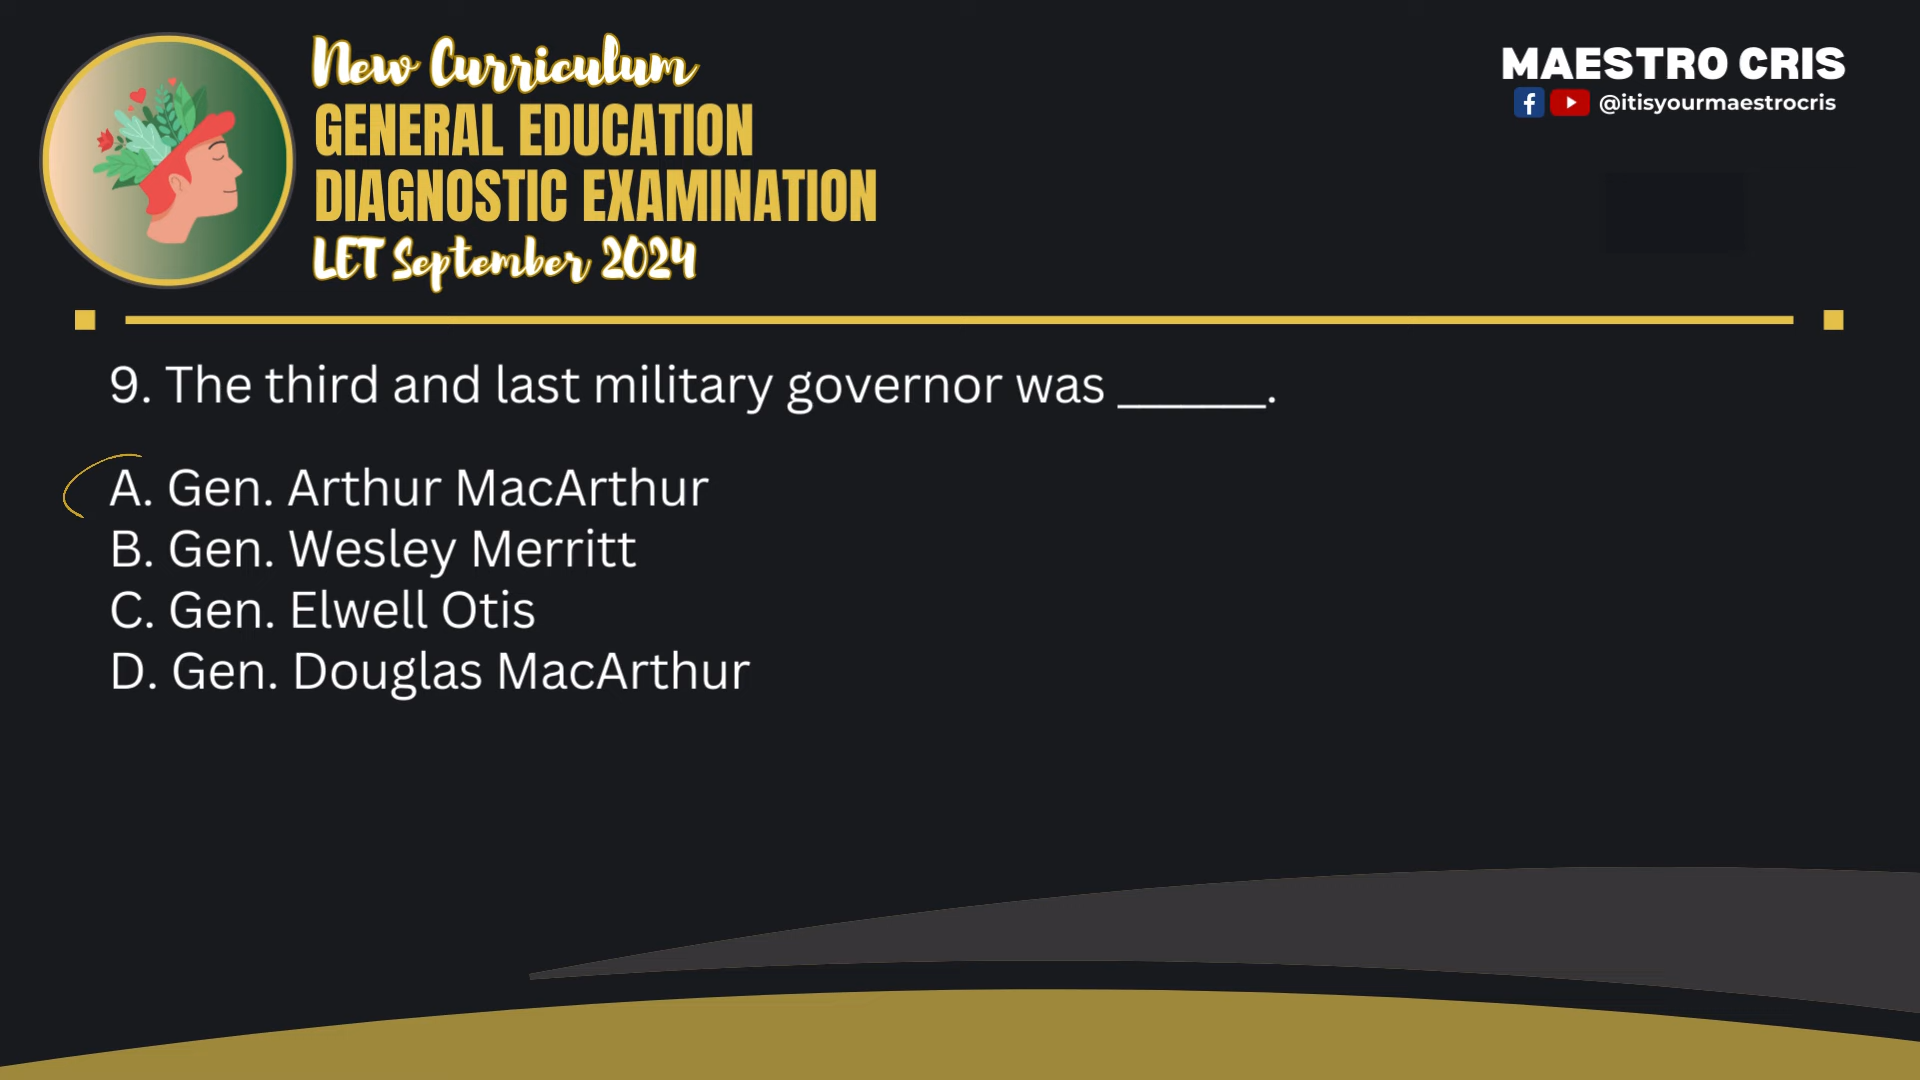 New Curriculum
GENERAL EDUCATION
DIAGNOSTIC EXAMINATION
LET September 2024
MAESTRO CRIS
@itisyourmaestrocris
9. The third and last military governor was ______.
A. Gen. Arthur MacArthur
B. Gen. Wesley Merritt
C. Gen. Elwell Otis
D. Gen. Douglas MacArthur